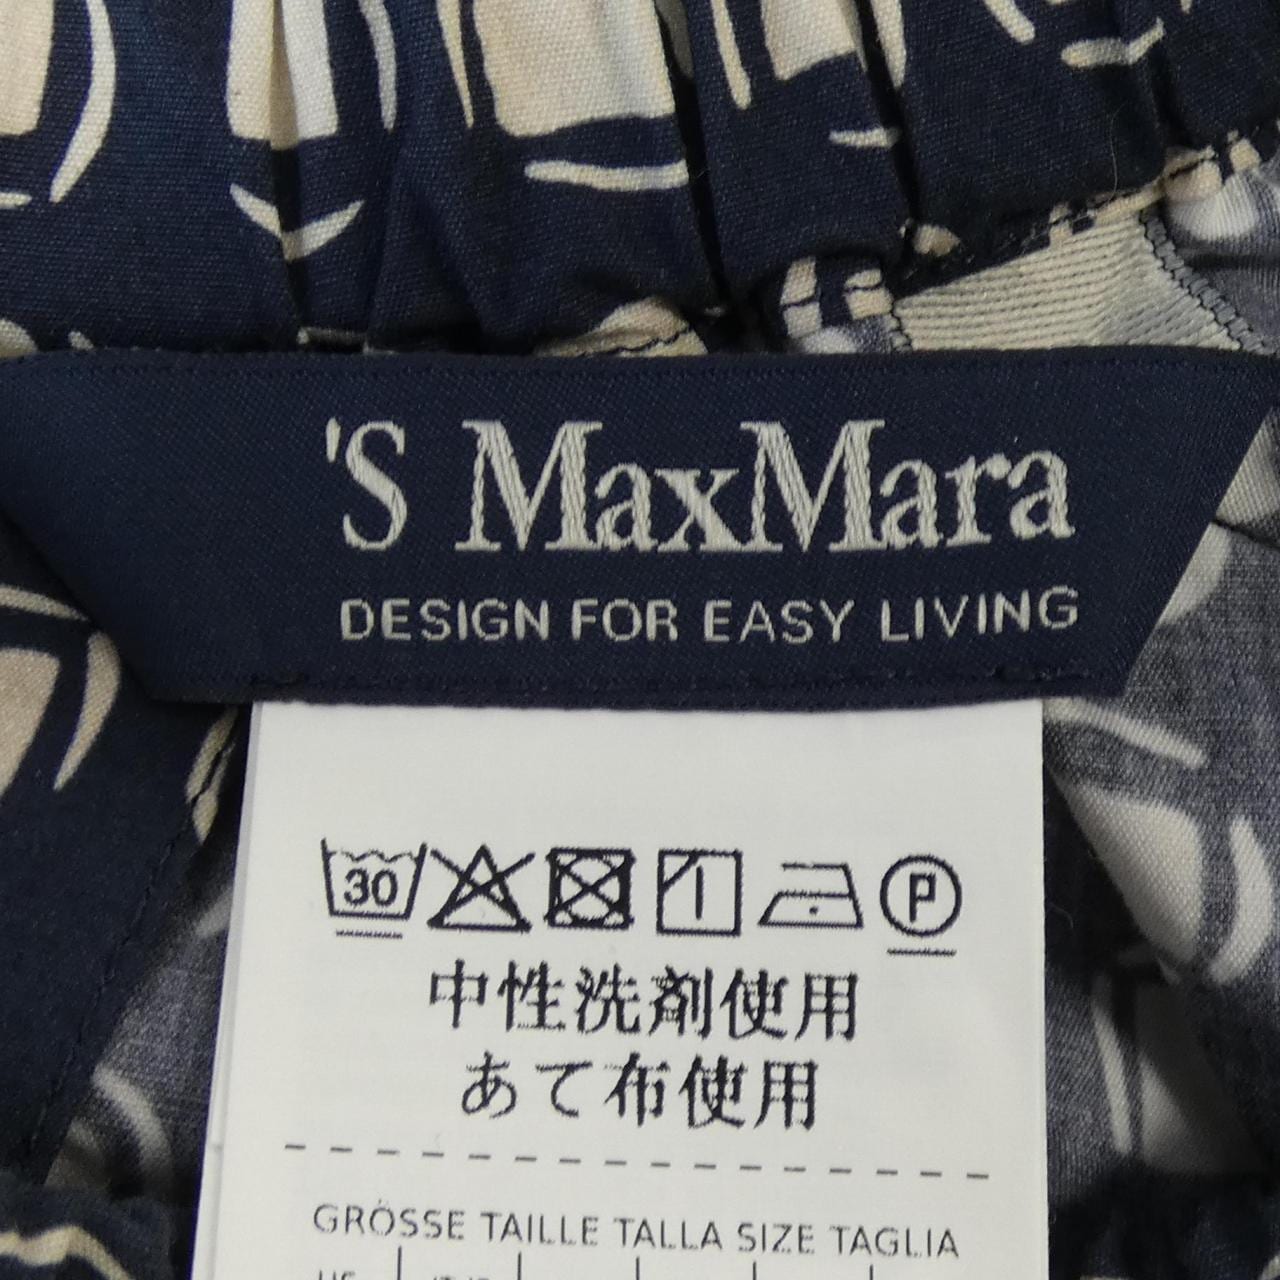 'S MaxMara
DESIGN FOR EASY LIVING
30 P
中性洗剤使用
あて布使用
GRÖSSE TAILLE TALLA SIZE TAGLIA